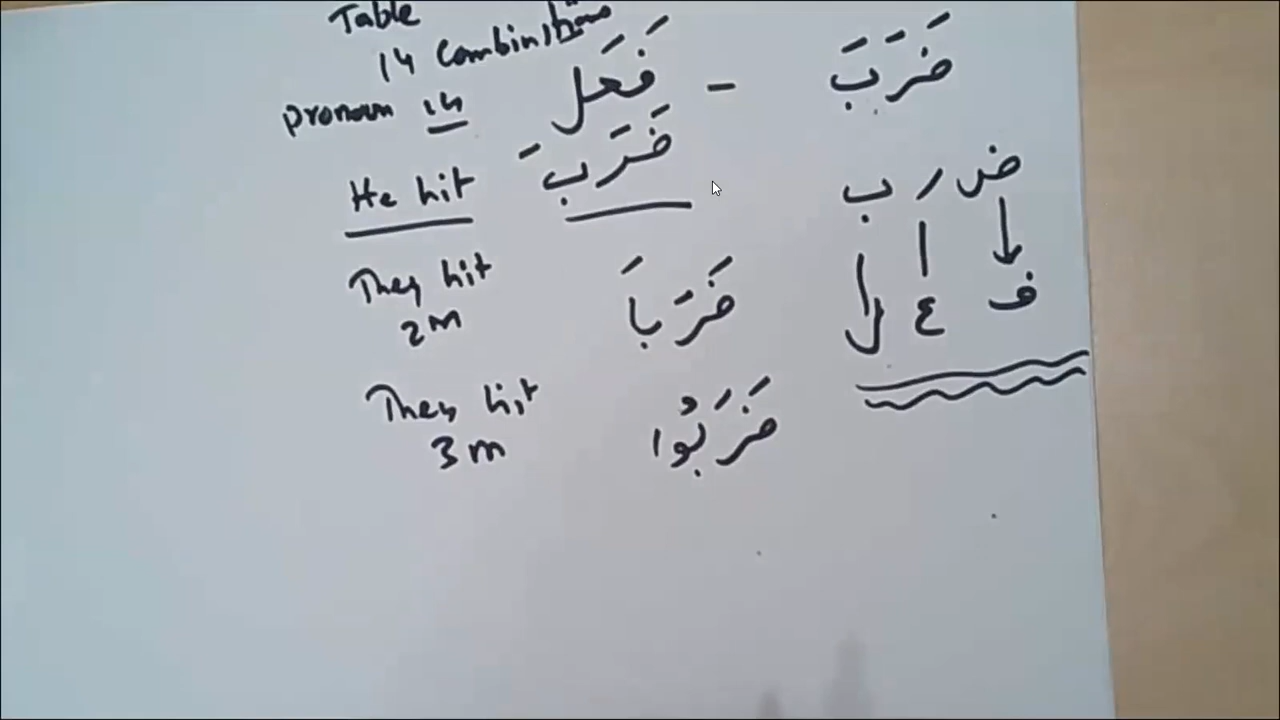 Table
14 Combinations
pronoun 14
فَعَل - ضَرَبَ
He hit ضَرَبَ
ض ر ب
ف ع ل
They hit ضَرَبَا
2m
They hit ضَرَبُوا
3m